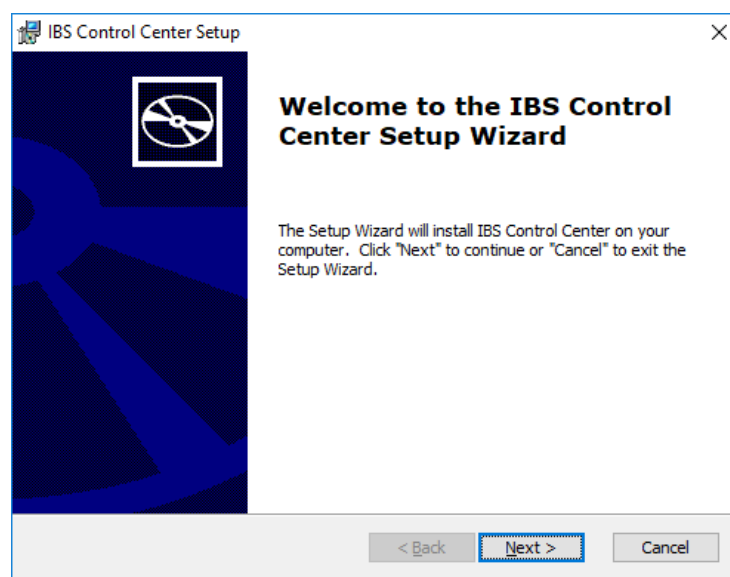 IBS Control Center Setup
Welcome to the IBS Control
Center Setup Wizard
The Setup Wizard will install IBS Control Center on your
computer.  Click "Next" to continue or "Cancel" to exit the
Setup Wizard.
< Back
Next >
Cancel